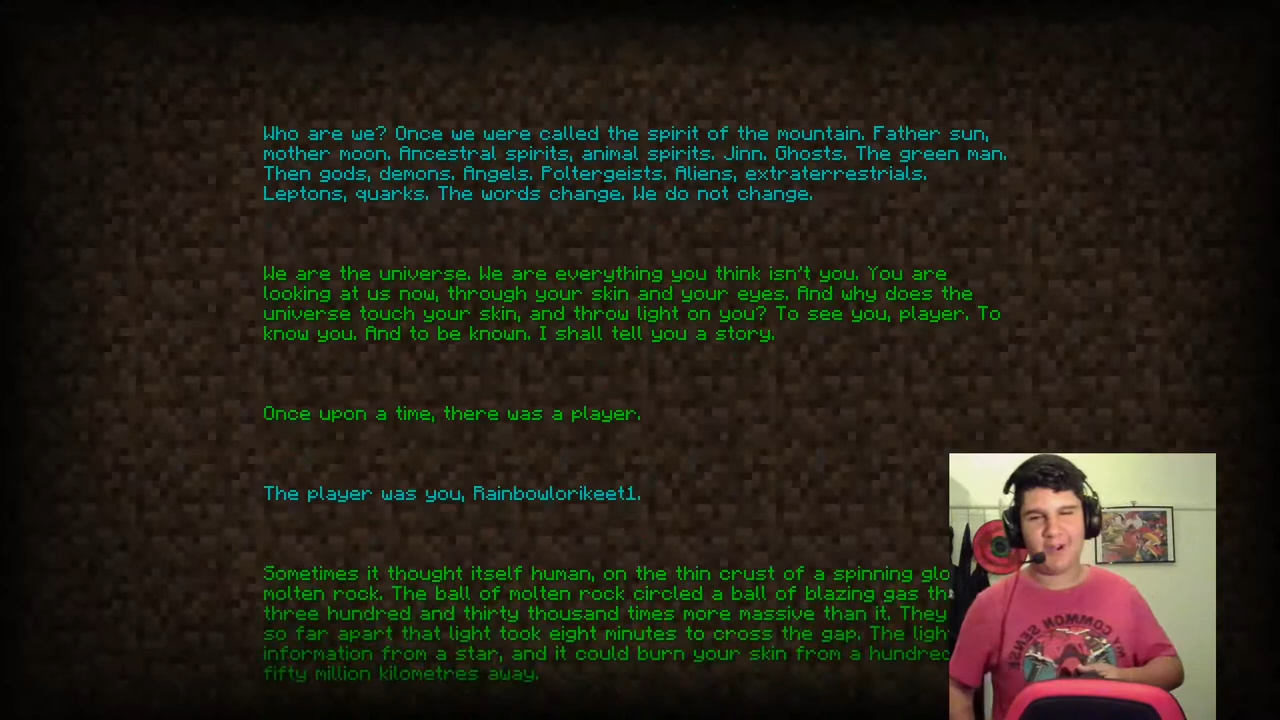 Who are we? Once we were called the spirit of the mountain. Father sun,
mother moon. Ancestral spirits, animal spirits. Jinn. Ghosts. The green man.
Then gods, demons. Angels. Poltergeists. Aliens, extraterrestrials.
Leptons, quarks. The words change. We do not change.
We are the universe. We are everything you think isn't you. You are
looking at us now, through your skin and your eyes. And why does the
universe touch your skin, and throw light on you? To see you, player. To
know you. And to be known. I shall tell you a story.
Once upon a time, there was a player.
The player was you, Rainbowlorikeet1.
Sometimes it thought itself human, on the thin crust of a spinning glo
molten rock. The ball of molten rock circled a ball of blazing gas th
three hundred and thirty thousand times more massive than it. They
so far apart that light took eight minutes to cross the gap. The ligh
information from a star, and it could burn your skin from a hundred
fifty million kilometres away.
MY COMMON SENSE